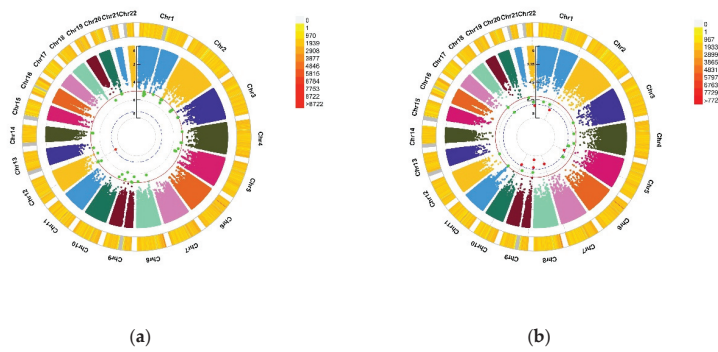 Chr1
Chr2
Chr3
Chr4
Chr5
Chr6
Chr7
Chr8
Chr9
Chr10
Chr11
Chr12
Chr13
Chr14
Chr15
Chr16
Chr17
Chr18
Chr19
Chr20
Chr21
Chr22
0
1
970
1939
2908
3877
4846
5815
6784
7753
8722
>8722
Chr1
Chr2
Chr3
Chr4
Chr5
Chr6
Chr7
Chr8
Chr9
Chr10
Chr11
Chr12
Chr13
Chr14
Chr15
Chr16
Chr17
Chr18
Chr19
Chr20
Chr21
Chr22
0
1
967
1933
2899
3865
4831
5797
6763
7729
>772
(a)
(b)